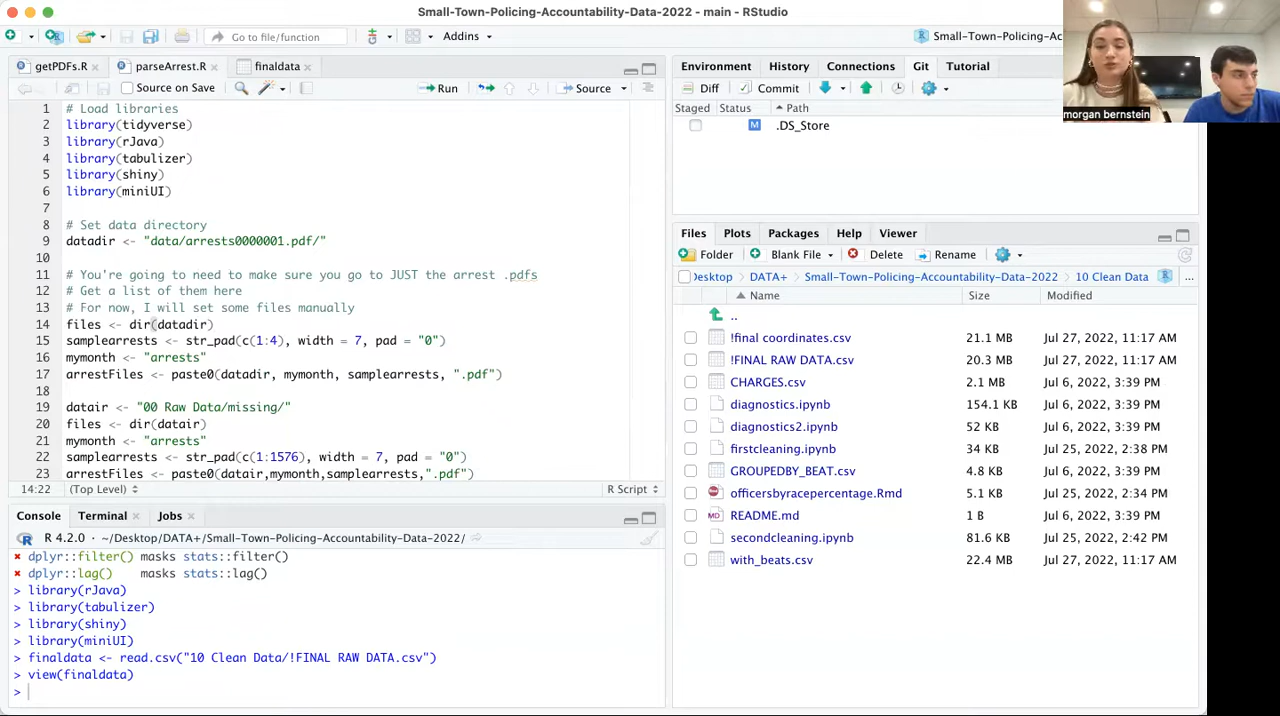 Small-Town-Policing-Accountability-Data-2022 - main - RStudio
Go to file/function
Addins
Small-Town-Policing-Ac
morgan bernstein
getPDFs.R
parseArrest.R
finaldata
Source on Save
Run
Source
1 # Load libraries
2 library(tidyverse)
3 library(rJava)
4 library(tabulizer)
5 library(shiny)
6 library(miniUI)
7
8 # Set data directory
9 datadir <- "data/arrests0000001.pdf/"
10
11 # You're going to need to make sure you go to JUST the arrest .pdfs
12 # Get a list of them here
13 # For now, I will set some files manually
14 files <- dir(datadir)
15 samplearrests <- str_pad(c(1:4), width = 7, pad = "0")
16 mymonth <- "arrests"
17 arrestFiles <- paste0(datadir, mymonth, samplearrests, ".pdf")
18
19 datair <- "00 Raw Data/missing/"
20 files <- dir(datair)
21 mymonth <- "arrests"
22 samplearrests <- str_pad(c(1:1576), width = 7, pad = "0")
23 arrestFiles <- paste0(datadir,mymonth,samplearrests,".pdf")
14:22 (Top Level) R Script
Console Terminal Jobs
R 4.2.0 · ~/Desktop/DATA+/Small-Town-Policing-Accountability-Data-2022/
✖ dplyr::filter() masks stats::filter()
✖ dplyr::lag() masks stats::lag()
> library(rJava)
> library(tabulizer)
> library(shiny)
> library(miniUI)
> finaldata <- read.csv("10 Clean Data/!FINAL RAW DATA.csv")
> view(finaldata)
>
Environment History Connections Git Tutorial
Diff Commit
Staged Status Path
M .DS_Store
Files Plots Packages Help Viewer
Folder Blank File Delete Rename
Desktop DATA+ Small-Town-Policing-Accountability-Data-2022 10 Clean Data ...
Name Size Modified
..
!final coordinates.csv 21.1 MB Jul 27, 2022, 11:17 AM
!FINAL RAW DATA.csv 20.3 MB Jul 27, 2022, 11:17 AM
CHARGES.csv 2.1 MB Jul 6, 2022, 3:39 PM
diagnostics.ipynb 154.1 KB Jul 6, 2022, 3:39 PM
diagnostics2.ipynb 52 KB Jul 6, 2022, 3:39 PM
firstcleaning.ipynb 34 KB Jul 25, 2022, 2:38 PM
GROUPEDBY_BEAT.csv 4.8 KB Jul 6, 2022, 3:39 PM
officersbyracepercentage.Rmd 5.1 KB Jul 25, 2022, 2:34 PM
MD README.md 1 B Jul 6, 2022, 3:39 PM
secondcleaning.ipynb 81.6 KB Jul 25, 2022, 2:42 PM
with_beats.csv 22.4 MB Jul 27, 2022, 11:17 AM